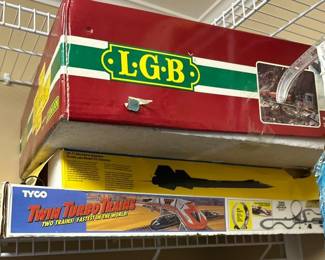 L·G·B
TYCO
TWIN TURBO TRAINS
TWO TRAINS! FASTEST IN THE WORLD!